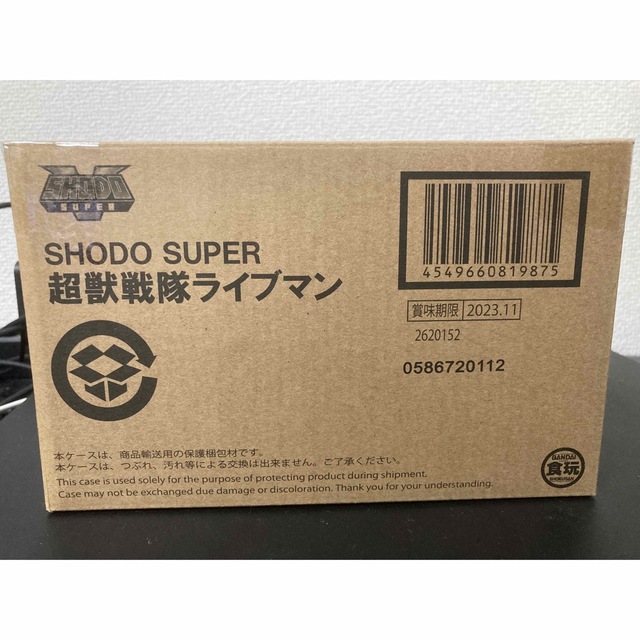 SHODO
SUPER
SHODO SUPER
超獣戦隊ライブマン
4549660819875
賞味期限 2023.11
2620152
0586720112
本ケースは、商品輸送用の保護梱包材です。
本ケースは、つぶれ、汚れ等による交換は出来ません。ご了承ください。
This case is used solely for the purpose of protecting product during shipment.
Case may not be exchanged due damage or discoloration. Thank you for your understanding.
BANDAI
食玩
SHOKUGAN